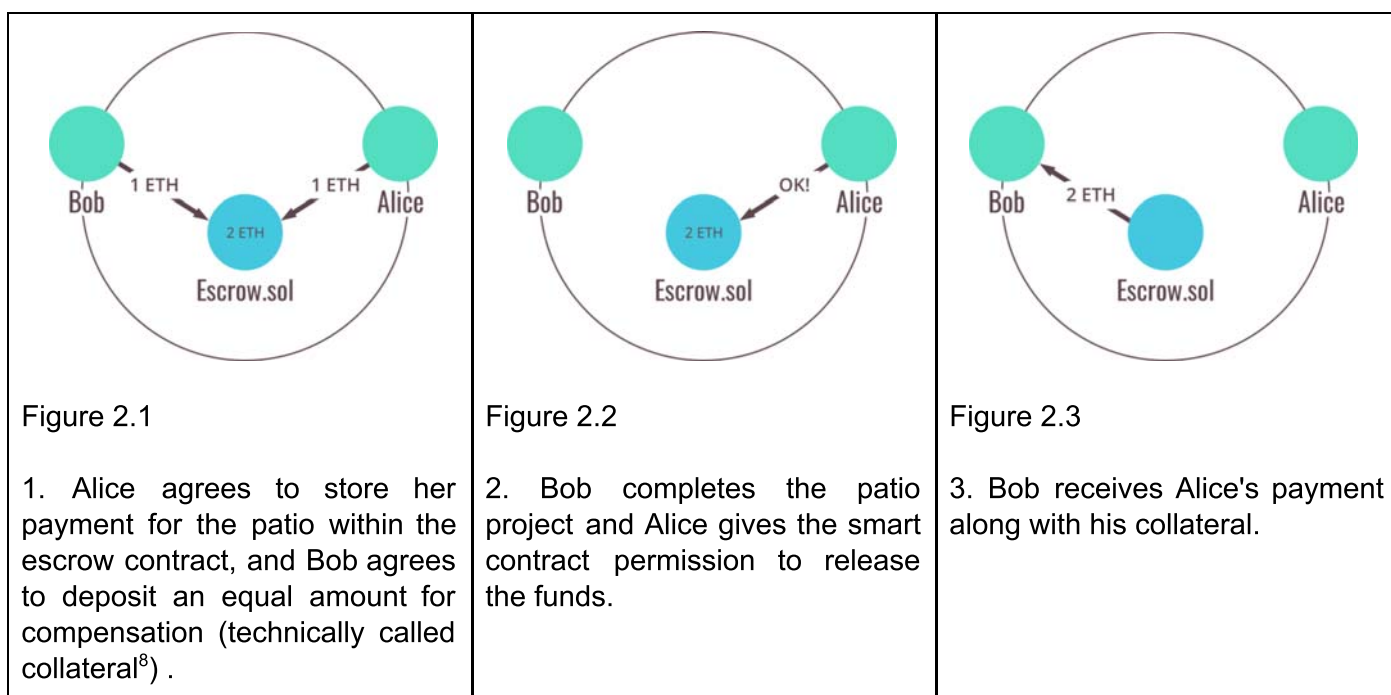 1 ETH
1 ETH
Bob
Alice
2 ETH
Escrow.sol
Figure 2.1
1. Alice agrees to store her
payment for the patio within the
escrow contract, and Bob agrees
to deposit an equal amount for
compensation (technically called
collateral⁸) .
OK!
Bob
Alice
2 ETH
Escrow.sol
Figure 2.2
2. Bob completes the patio
project and Alice gives the smart
contract permission to release
the funds.
2 ETH
Bob
Alice
Escrow.sol
Figure 2.3
3. Bob receives Alice's payment
along with his collateral.